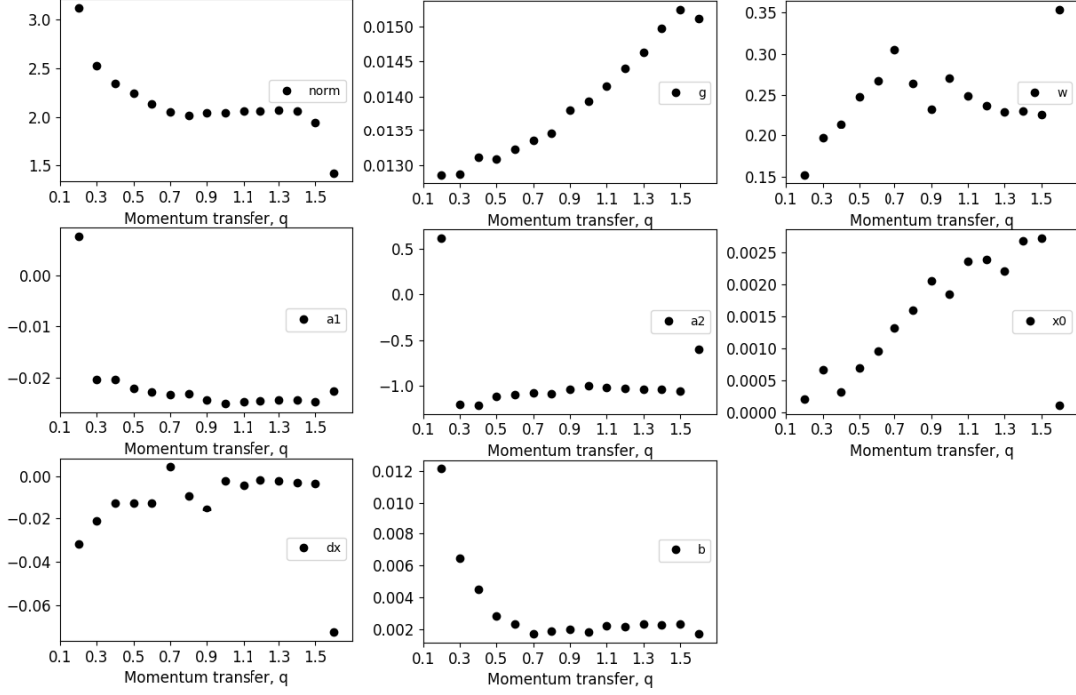 3.0
2.5
2.0
1.5
norm
0.1 0.3 0.5 0.7 0.9 1.1 1.3 1.5
Momentum transfer, q
0.0150
0.0145
0.0140
0.0135
0.0130
g
0.1 0.3 0.5 0.7 0.9 1.1 1.3 1.5
Momentum transfer, q
0.35
0.30
0.25
0.20
0.15
w
0.1 0.3 0.5 0.7 0.9 1.1 1.3 1.5
Momentum transfer, q
0.00
−0.01
−0.02
a1
0.1 0.3 0.5 0.7 0.9 1.1 1.3 1.5
Momentum transfer, q
0.5
0.0
−0.5
−1.0
a2
0.1 0.3 0.5 0.7 0.9 1.1 1.3 1.5
Momentum transfer, q
0.0025
0.0020
0.0015
0.0010
0.0005
0.0000
x0
0.1 0.3 0.5 0.7 0.9 1.1 1.3 1.5
Momentum transfer, q
0.00
−0.02
−0.04
−0.06
dx
0.1 0.3 0.5 0.7 0.9 1.1 1.3 1.5
Momentum transfer, q
0.012
0.010
0.008
0.006
0.004
0.002
b
0.1 0.3 0.5 0.7 0.9 1.1 1.3 1.5
Momentum transfer, q